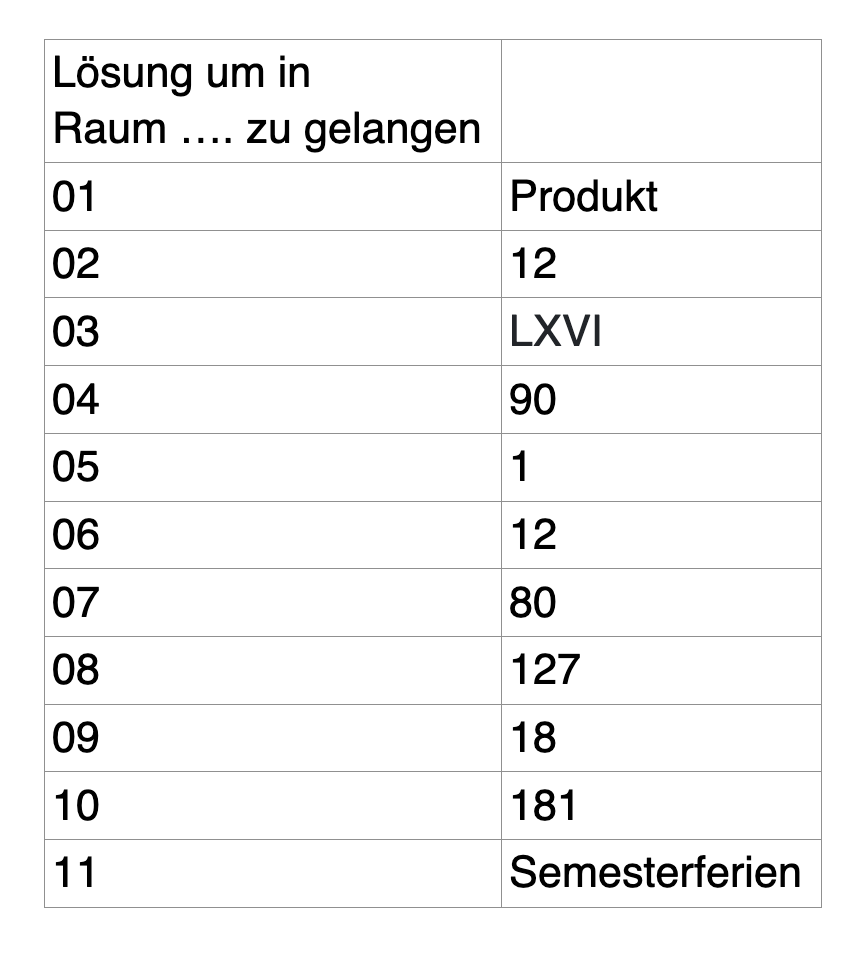 Lösung um in
Raum …. zu gelangen
01 Produkt
02 12
03 LXVI
04 90
05 1
06 12
07 80
08 127
09 18
10 181
11 Semesterferien